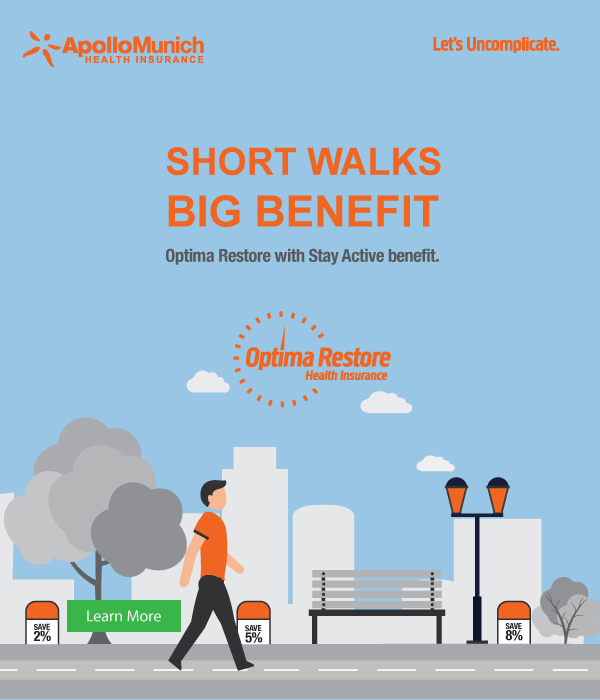 ApolloMunich
HEALTH INSURANCE
Let's Uncomplicate.
SHORT WALKS
BIG BENEFIT
Optima Restore with Stay Active benefit.
Optima Restore
Health Insurance
Learn More
SAVE
2%
SAVE
5%
SAVE
8%